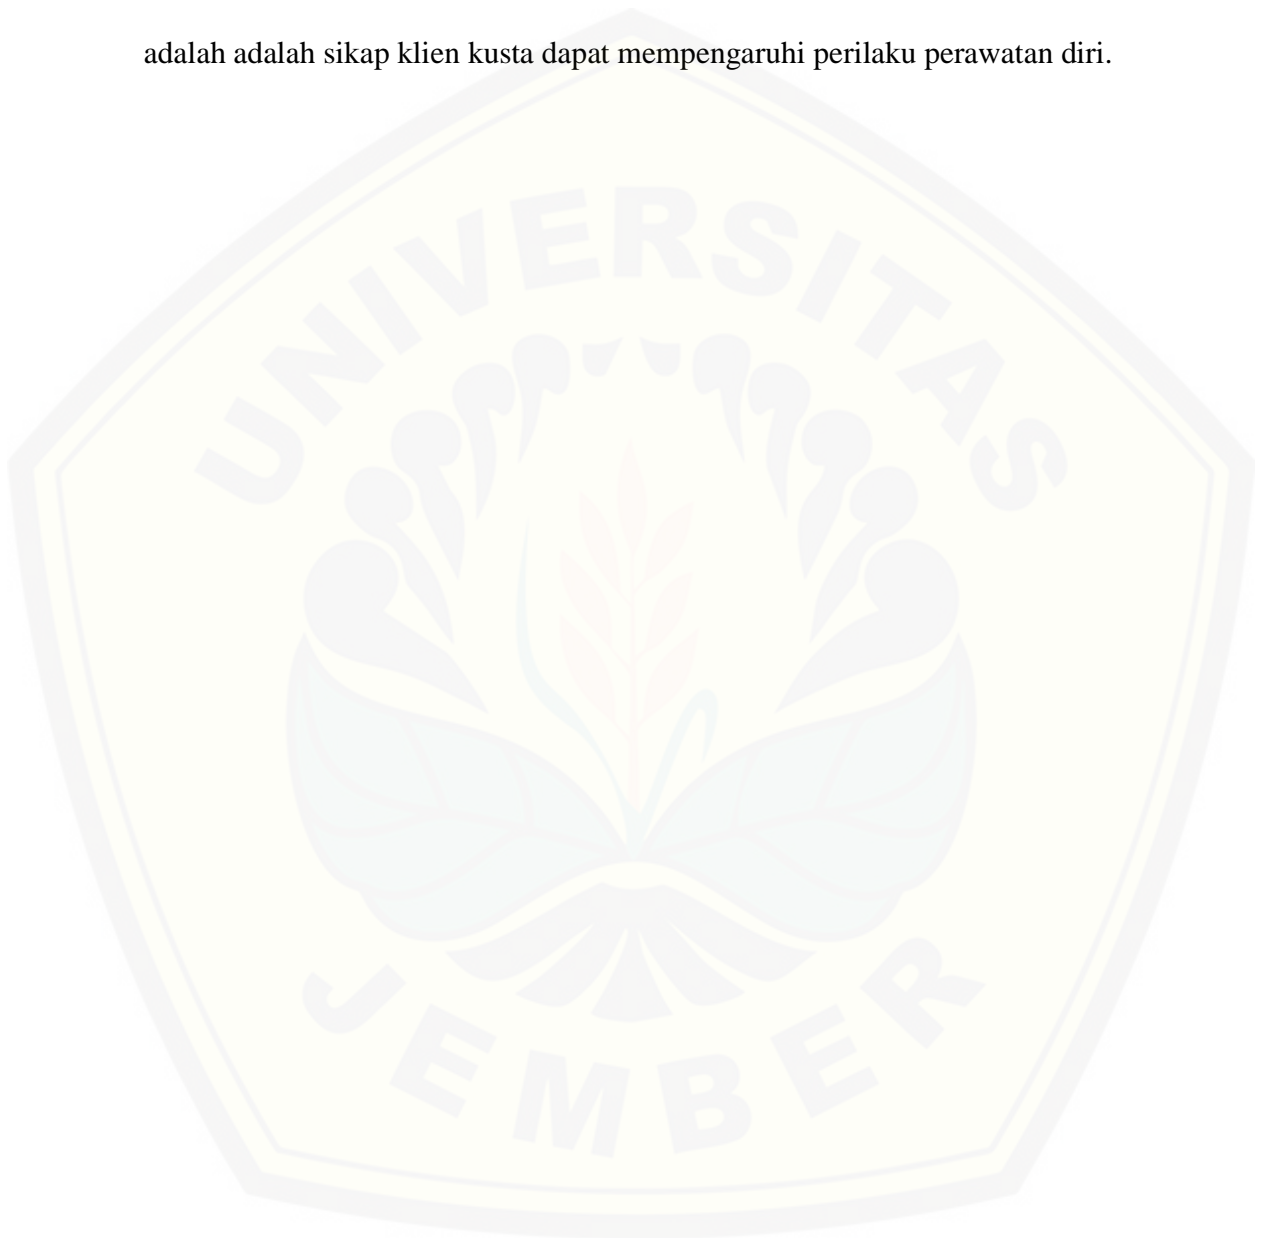 adalah adalah sikap klien kusta dapat mempengaruhi perilaku perawatan diri.
UNIVERSITAS
JEMBER